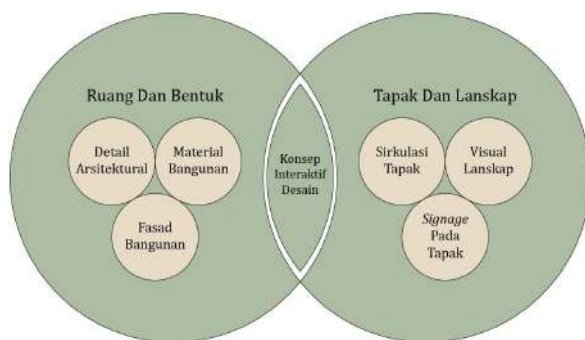 Ruang Dan Bentuk
Detail
Arsitektural
Material
Bangunan
Fasad
Bangunan
Konsep
Interaktif
Desain
Tapak Dan Lanskap
Sirkulasi
Tapak
Visual
Lanskap
Signage
Pada
Tapak